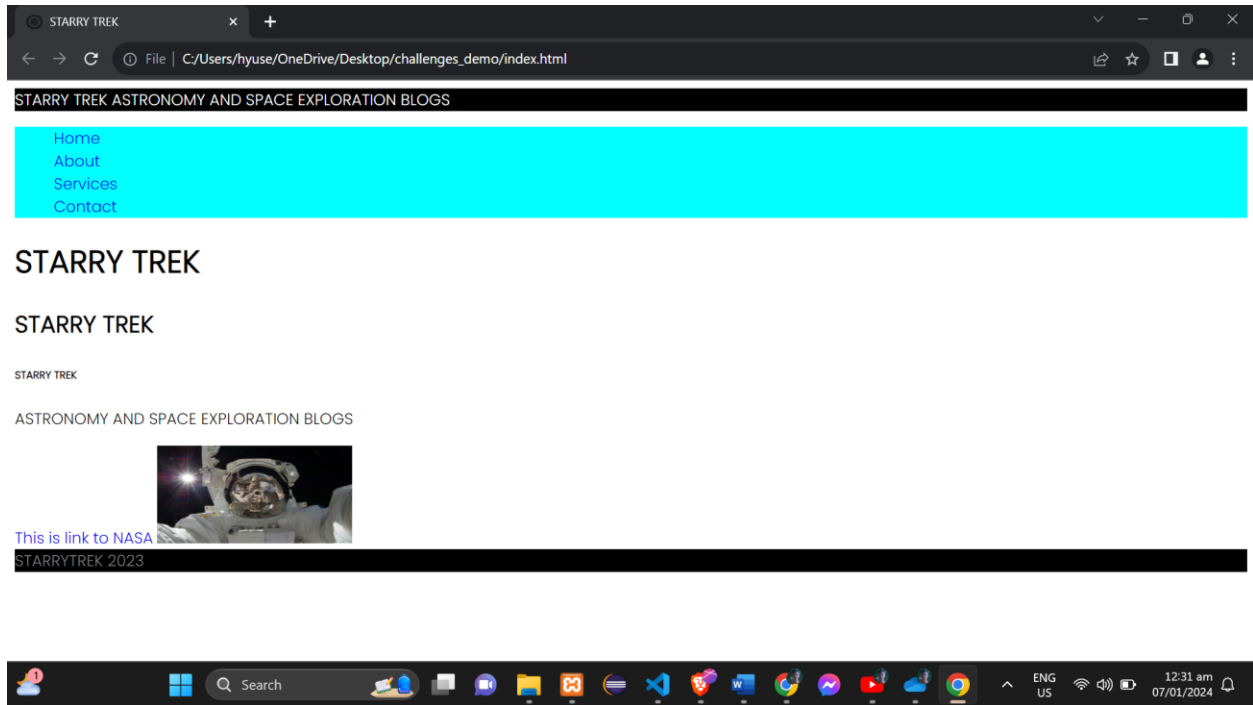 STARRY TREK
File | C:/Users/hyuse/OneDrive/Desktop/challenges_demo/index.html
STARRY TREK ASTRONOMY AND SPACE EXPLORATION BLOGS
Home
About
Services
Contact
STARRY TREK
STARRY TREK
STARRY TREK
ASTRONOMY AND SPACE EXPLORATION BLOGS
This is link to NASA
STARRYTREK 2023
1
Search
ENG
US
12:31 am
07/01/2024